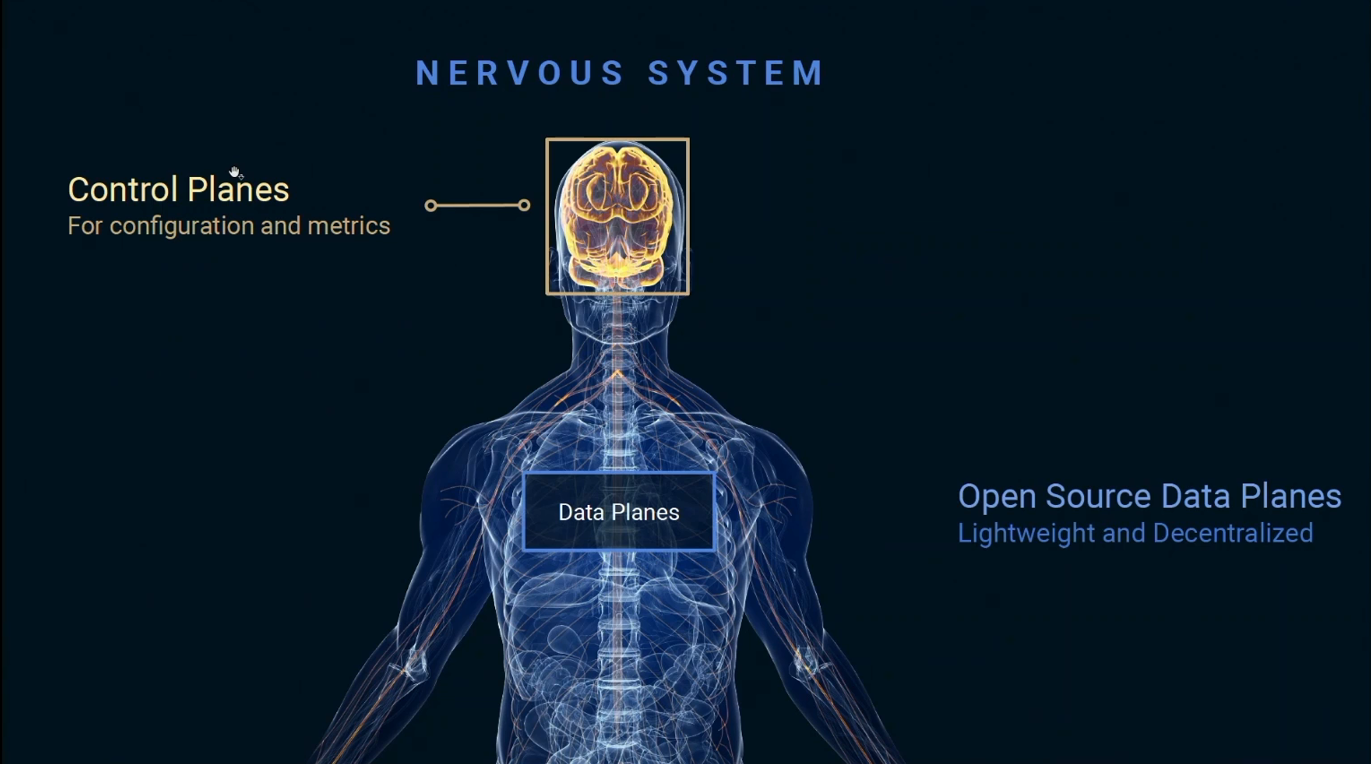 NERVOUS SYSTEM
Control Planes
For configuration and metrics
Data Planes
Open Source Data Planes
Lightweight and Decentralized